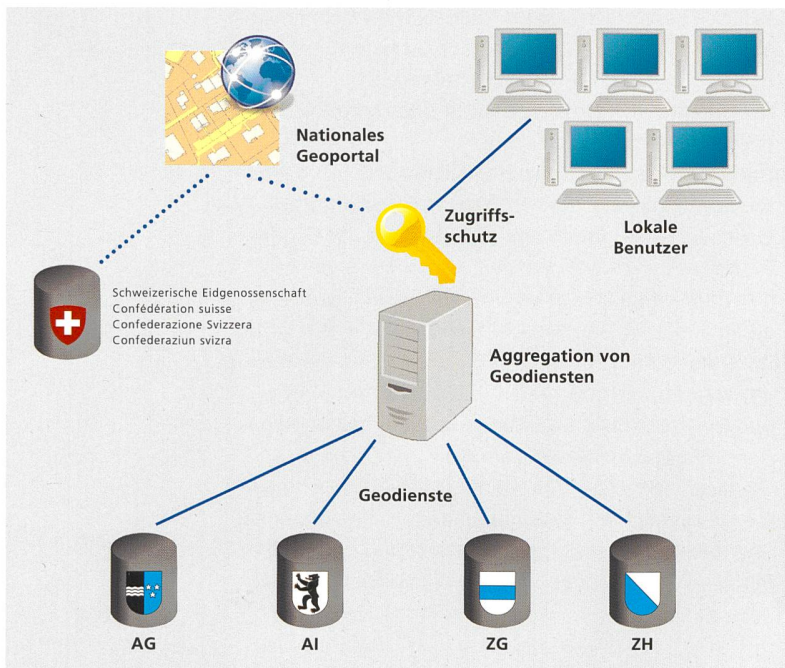 Nationales
Geoportal
Zugriffs-
schutz
Lokale
Benutzer
Schweizerische Eidgenossenschaft
Confédération suisse
Confederazione Svizzera
Confederaziun svizra
Aggregation von
Geodiensten
Geodienste
AG
AI
ZG
ZH